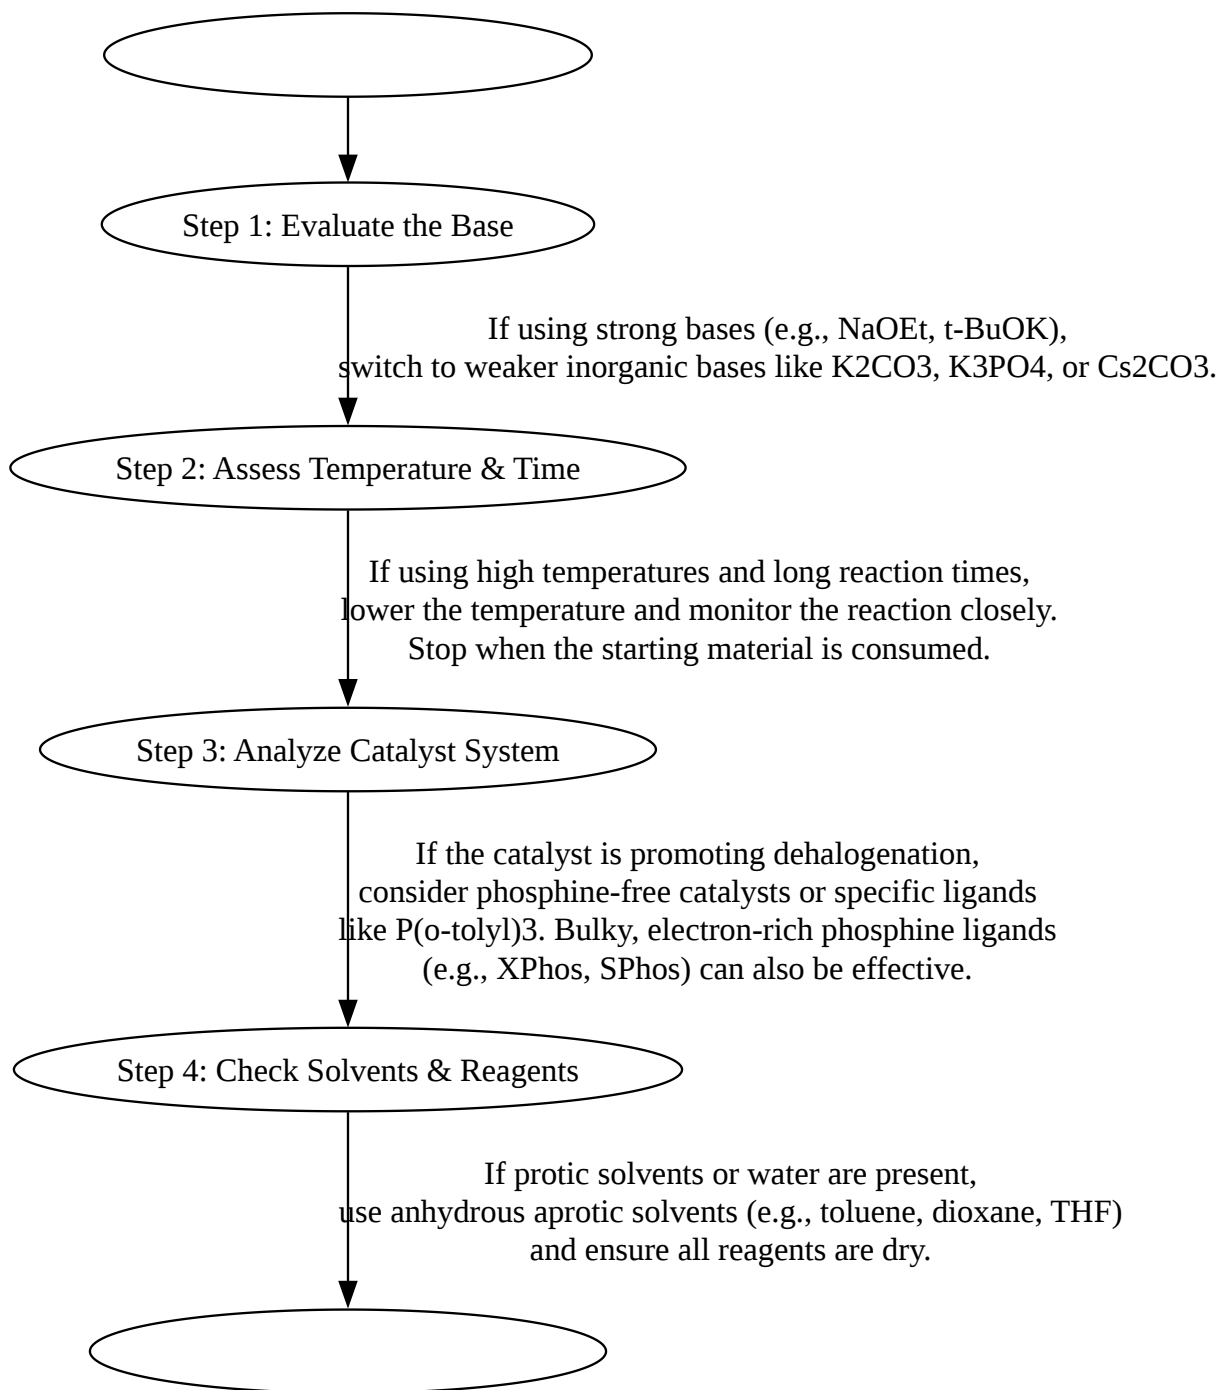 Step 1: Evaluate the Base
If using strong bases (e.g., NaOEt, t-BuOK),
switch to weaker inorganic bases like K2CO3, K3PO4, or Cs2CO3.
Step 2: Assess Temperature & Time
If using high temperatures and long reaction times,
lower the temperature and monitor the reaction closely.
Stop when the starting material is consumed.
Step 3: Analyze Catalyst System
If the catalyst is promoting dehalogenation,
consider phosphine-free catalysts or specific ligands
like P(o-tolyl)3. Bulky, electron-rich phosphine ligands
(e.g., XPhos, SPhos) can also be effective.
Step 4: Check Solvents & Reagents
If protic solvents or water are present,
use anhydrous aprotic solvents (e.g., toluene, dioxane, THF)
and ensure all reagents are dry.